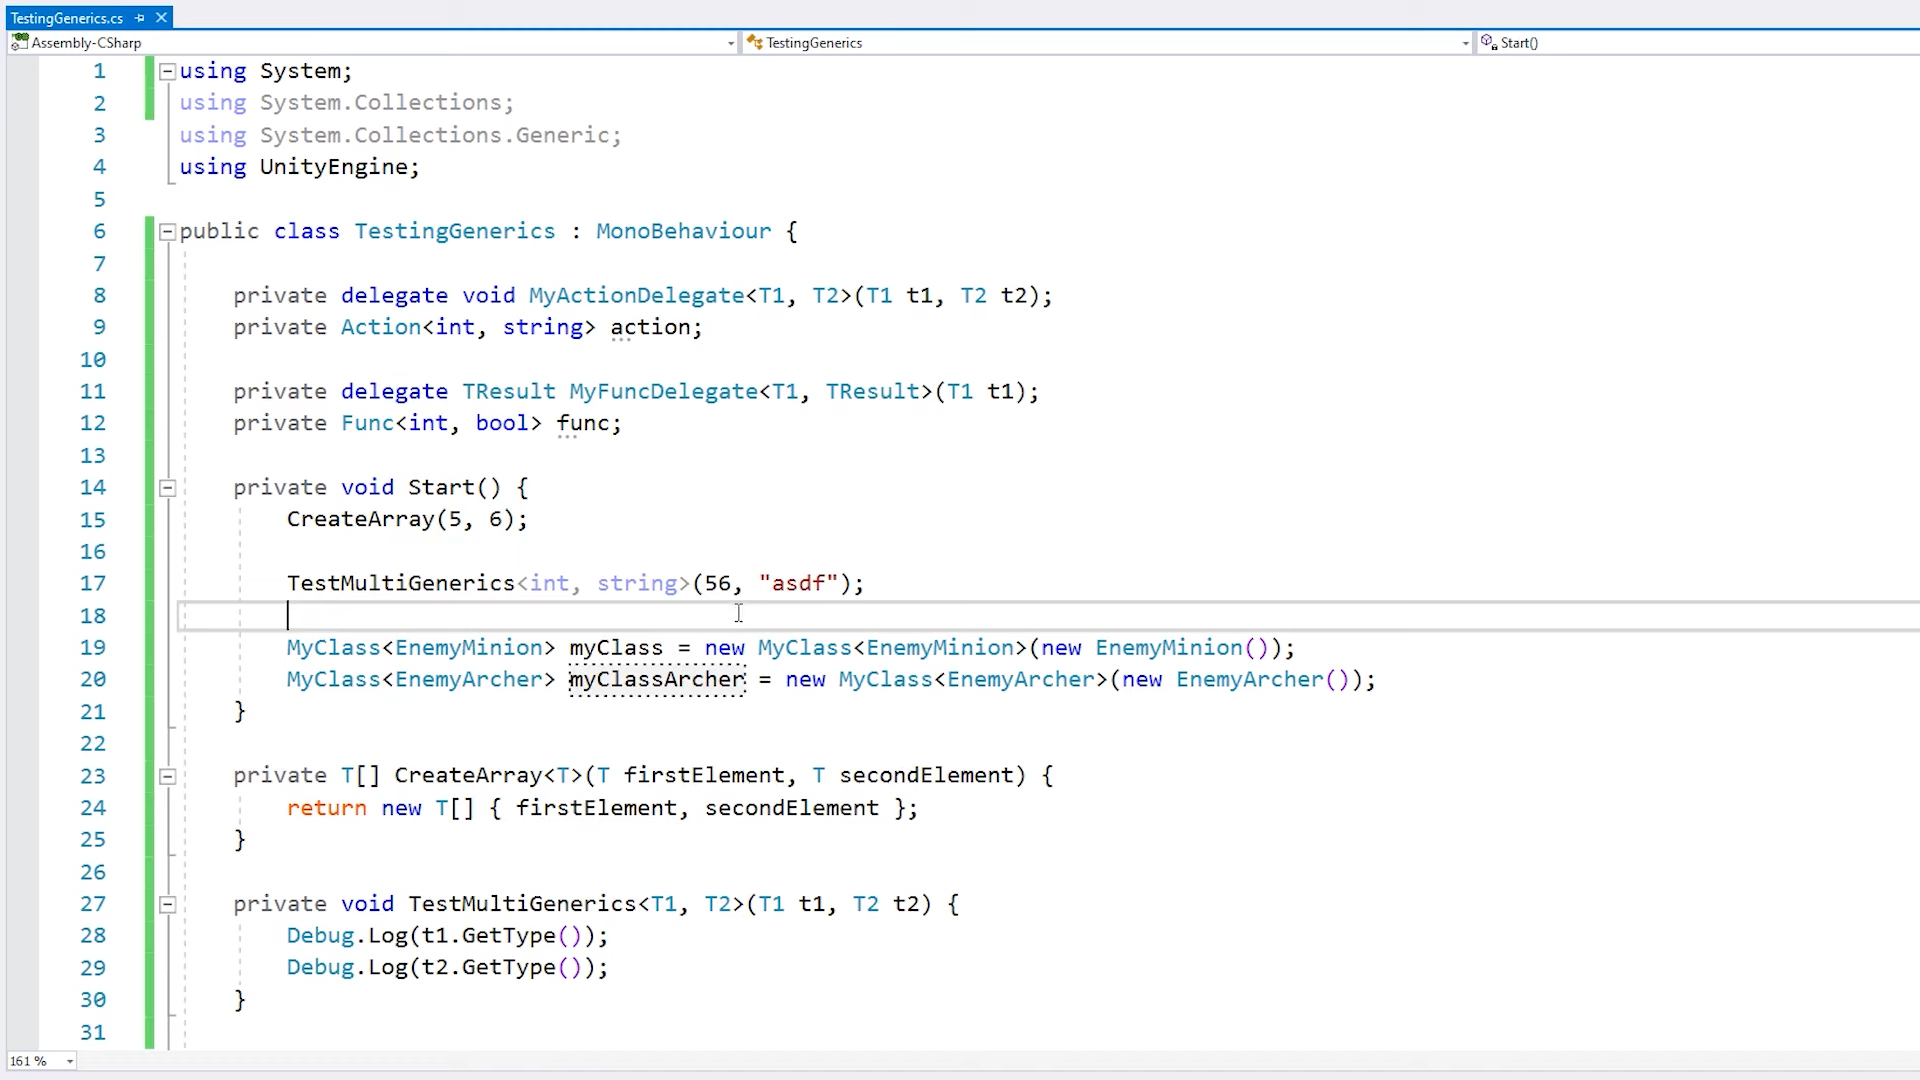 TestingGenerics.cs
Assembly-CSharp TestingGenerics Start()
1 using System;
2 using System.Collections;
3 using System.Collections.Generic;
4 using UnityEngine;
5
6 public class TestingGenerics : MonoBehaviour {
7
8 private delegate void MyActionDelegate<T1, T2>(T1 t1, T2 t2);
9 private Action<int, string> action;
10
11 private delegate TResult MyFuncDelegate<T1, TResult>(T1 t1);
12 private Func<int, bool> func;
13
14 private void Start() {
15 CreateArray(5, 6);
16
17 TestMultiGenerics<int, string>(56, "asdf");
18
19 MyClass<EnemyMinion> myClass = new MyClass<EnemyMinion>(new EnemyMinion());
20 MyClass<EnemyArcher> myClassArcher = new MyClass<EnemyArcher>(new EnemyArcher());
21 }
22
23 private T[] CreateArray<T>(T firstElement, T secondElement) {
24 return new T[] { firstElement, secondElement };
25 }
26
27 private void TestMultiGenerics<T1, T2>(T1 t1, T2 t2) {
28 Debug.Log(t1.GetType());
29 Debug.Log(t2.GetType());
30 }
31
161 %